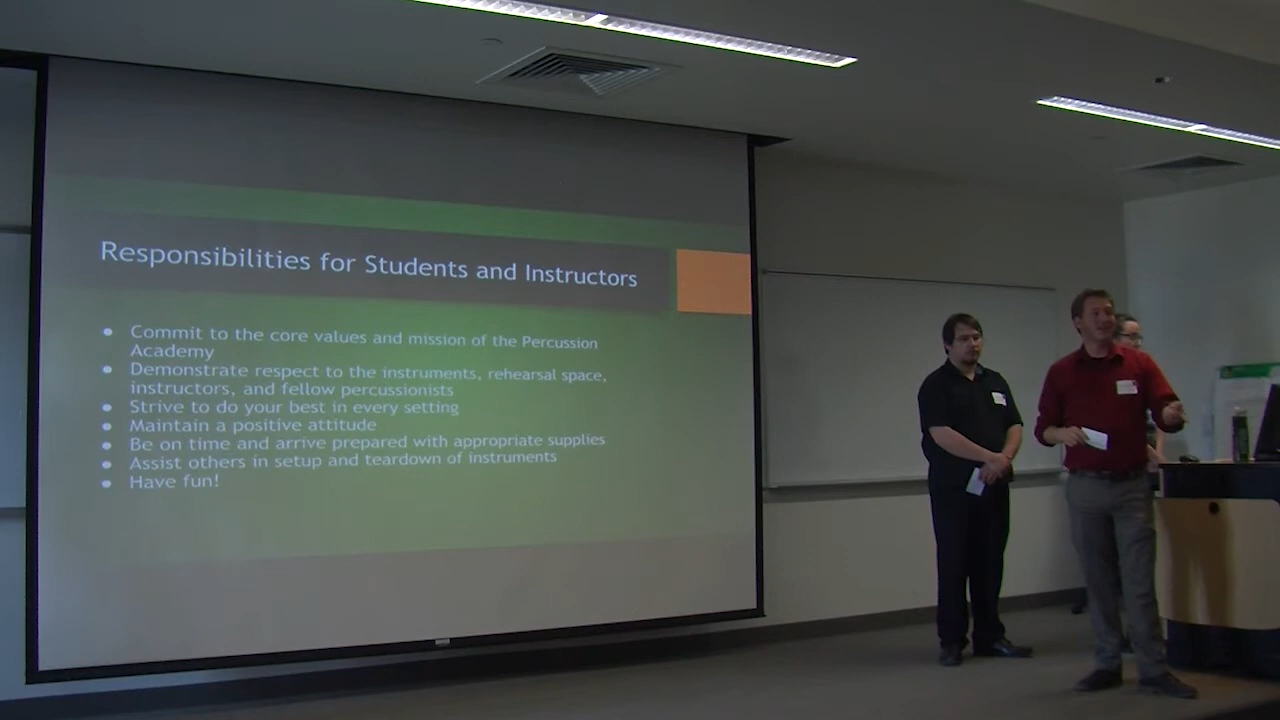 Responsibilities for Students and Instructors
● Commit to the core values and mission of the Percussion
Academy
● Demonstrate respect to the instruments, rehearsal space,
instructors, and fellow percussionists
● Strive to do your best in every setting
● Maintain a positive attitude
● Be on time and arrive prepared with appropriate supplies
● Assist others in setup and teardown of instruments
● Have fun!